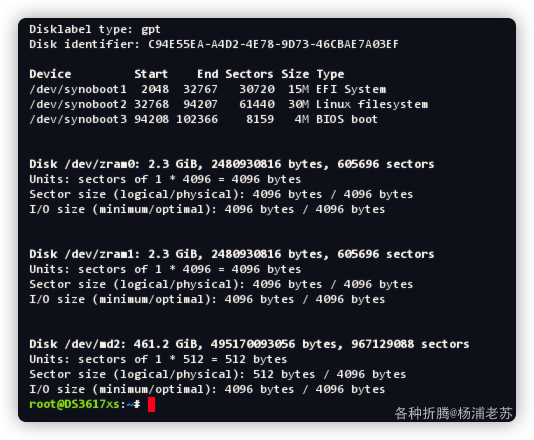 Disklabel type: gpt
Disk identifier: C94E55EA-A4D2-4E78-9D73-46CBAE7A03EF
Device Start End Sectors Size Type
/dev/synoboot1 2048 32767 30720 15M EFI System
/dev/synoboot2 32768 94207 61440 30M Linux filesystem
/dev/synoboot3 94208 102366 8159 4M BIOS boot
Disk /dev/zram0: 2.3 GiB, 2480930816 bytes, 605696 sectors
Units: sectors of 1 * 4096 = 4096 bytes
Sector size (logical/physical): 4096 bytes / 4096 bytes
I/O size (minimum/optimal): 4096 bytes / 4096 bytes
Disk /dev/zram1: 2.3 GiB, 2480930816 bytes, 605696 sectors
Units: sectors of 1 * 4096 = 4096 bytes
Sector size (logical/physical): 4096 bytes / 4096 bytes
I/O size (minimum/optimal): 4096 bytes / 4096 bytes
Disk /dev/md2: 461.2 GiB, 495170093056 bytes, 967129088 sectors
Units: sectors of 1 * 512 = 512 bytes
Sector size (logical/physical): 512 bytes / 4096 bytes
I/O size (minimum/optimal): 4096 bytes / 4096 bytes
root@DS3617xs:~#
各种折腾@杨浦老苏